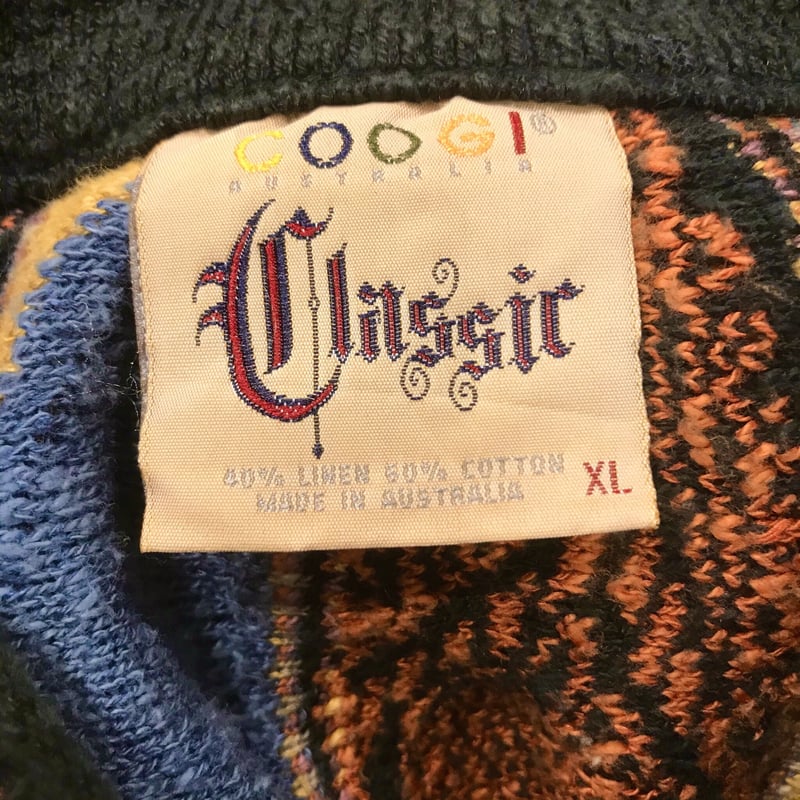 COOGI®
AUSTRALIA
Classic
40% LINEN 60% COTTON
MADE IN AUSTRALIA
XL